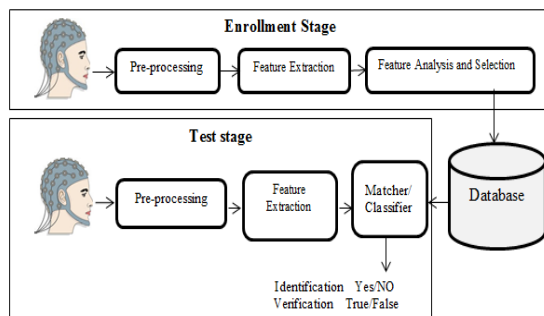 Enrollment Stage
Pre-processing
Feature Extraction
Feature Analysis and Selection
Test stage
Pre-processing
Feature
Extraction
Matcher/
Classifier
Database
Identification Yes/NO
Verification True/False